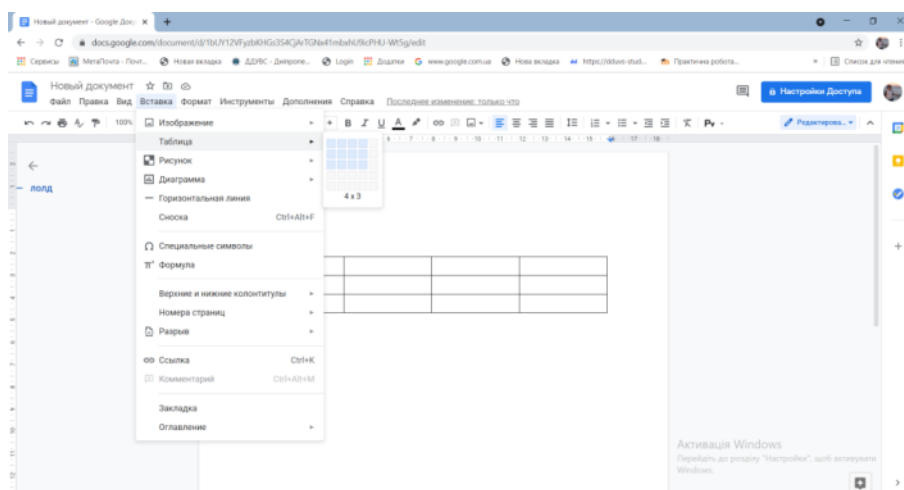 Новый документ - Google Док
docs.google.com/document/d/
Сервисы МетаПочта - Почт... Новая вкладка ДДУВС - Дніпропе... Login Додатки www.google.com.ua Нова вкладка https://dduvs-stud... Практична робота... Список для чтения
Новый документ
Файл Правка Вид Вставка Формат Инструменты Дополнения Справка Последнее изменение: только что
Настройки Доступа
100% B I U A Редактирова...
Изображение
Таблица
Рисунок
Диаграмма
4 x 3
Горизонтальная линия
Сноска Ctrl+Alt+F
Специальные символы
Формула
Верхние и нижние колонтитулы
Номера страниц
Разрыв
Ссылка Ctrl+K
Комментарий Ctrl+Alt+M
Закладка
Оглавление
лолд
Активація Windows
Перейдіть до розділу "Настройки", щоб активувати
Windows.